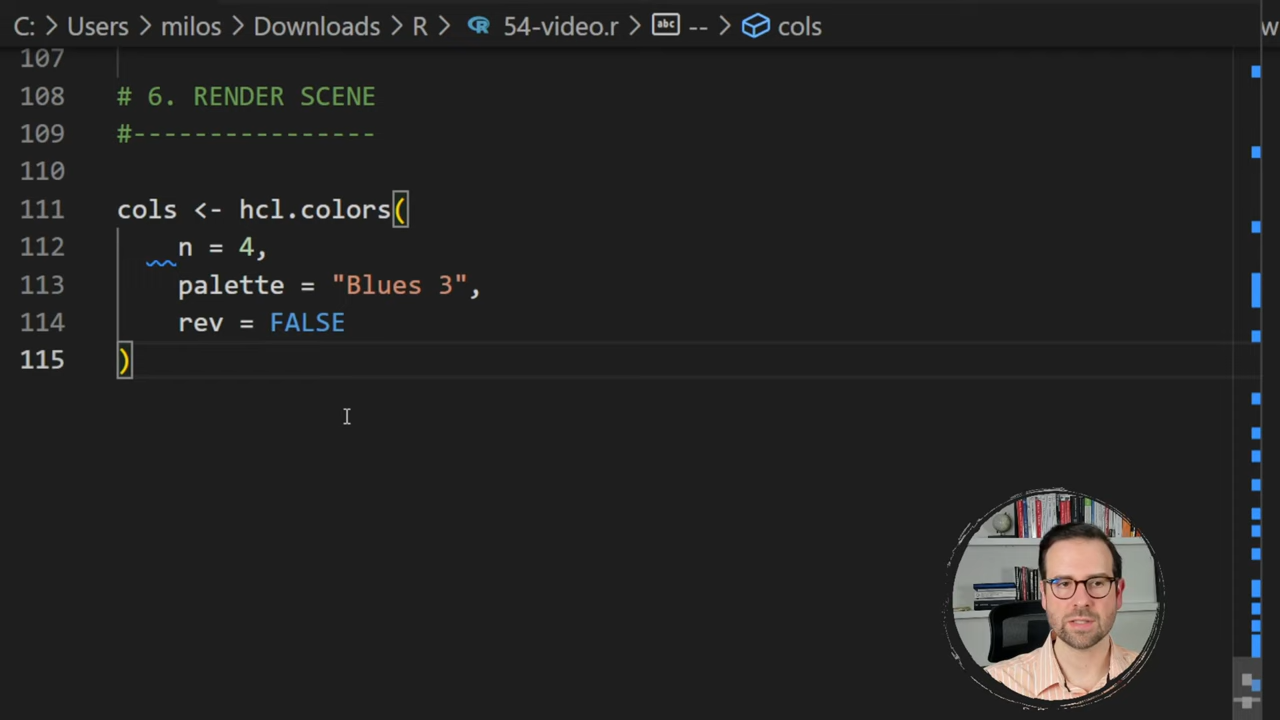 C: > Users > milos > Downloads > R > R 54-video.r > abc -- > cols
107
108 # 6. RENDER SCENE
109 #----------------
110
111 cols <- hcl.colors(
112 n = 4,
113 palette = "Blues 3",
114 rev = FALSE
115 )